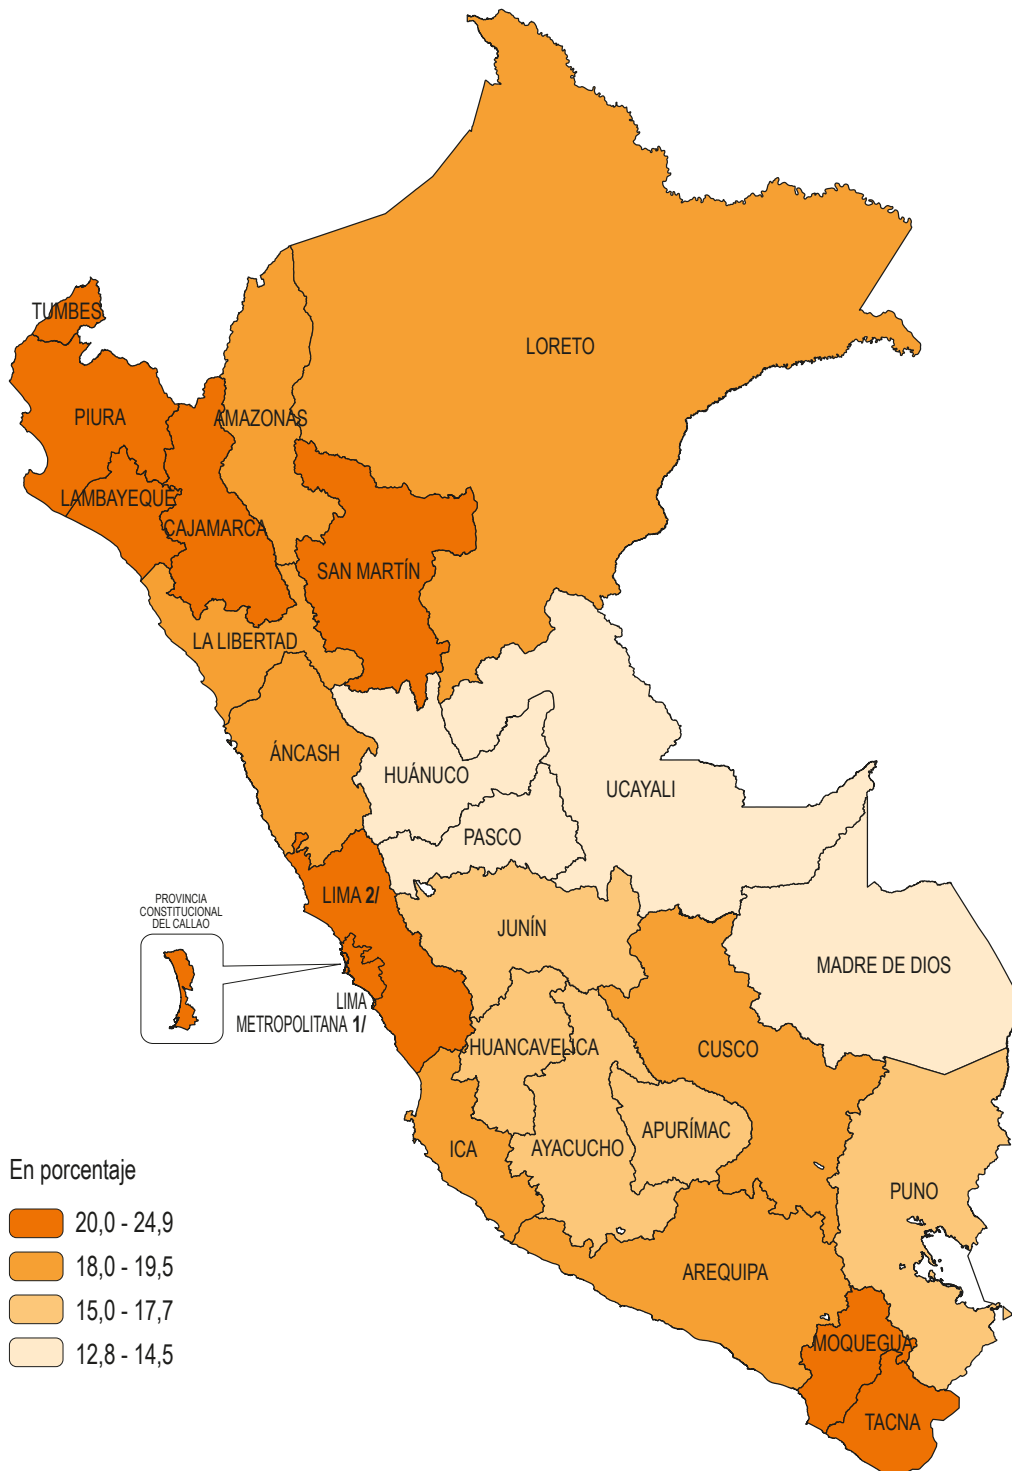 TUMBES
LORETO
PIURA
AMAZONAS
LAMBAYEQUE
CAJAMARCA
SAN MARTÍN
LA LIBERTAD
ÁNCASH
HUÁNUCO
UCAYALI
PASCO
LIMA 2/
PROVINCIA
CONSTITUCIONAL
DEL CALLAO
JUNÍN
MADRE DE DIOS
LIMA
METROPOLITANA 1/
HUANCAVELICA
CUSCO
APURÍMAC
ICA
AYACUCHO
PUNO
AREQUIPA
MOQUEGUA
TACNA
En porcentaje
20,0 - 24,9
18,0 - 19,5
15,0 - 17,7
12,8 - 14,5